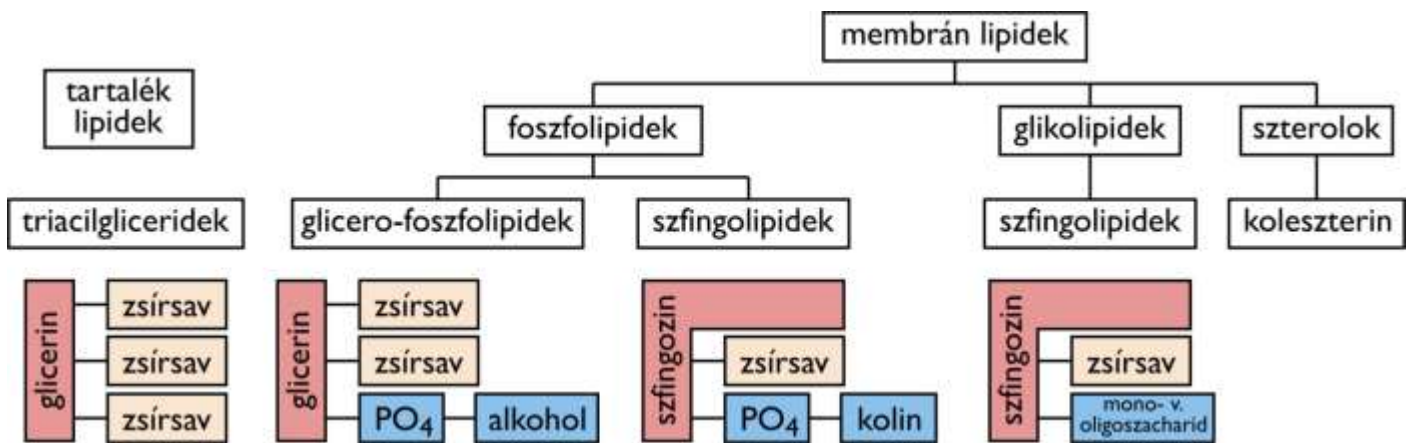 membrán lipidek
tartalék
lipidek
foszfolipidek
glikolipidek
szterolok
triacilgliceridek
glicero-foszfolipidek
szfingolipidek
szfingolipidek
koleszterin
glicerin
zsírsav
zsírsav
zsírsav
glicerin
zsírsav
zsírsav
PO4
alkohol
szfingozin
zsírsav
PO4
kolin
szfingozin
zsírsav
mono- v.
oligoszacharid